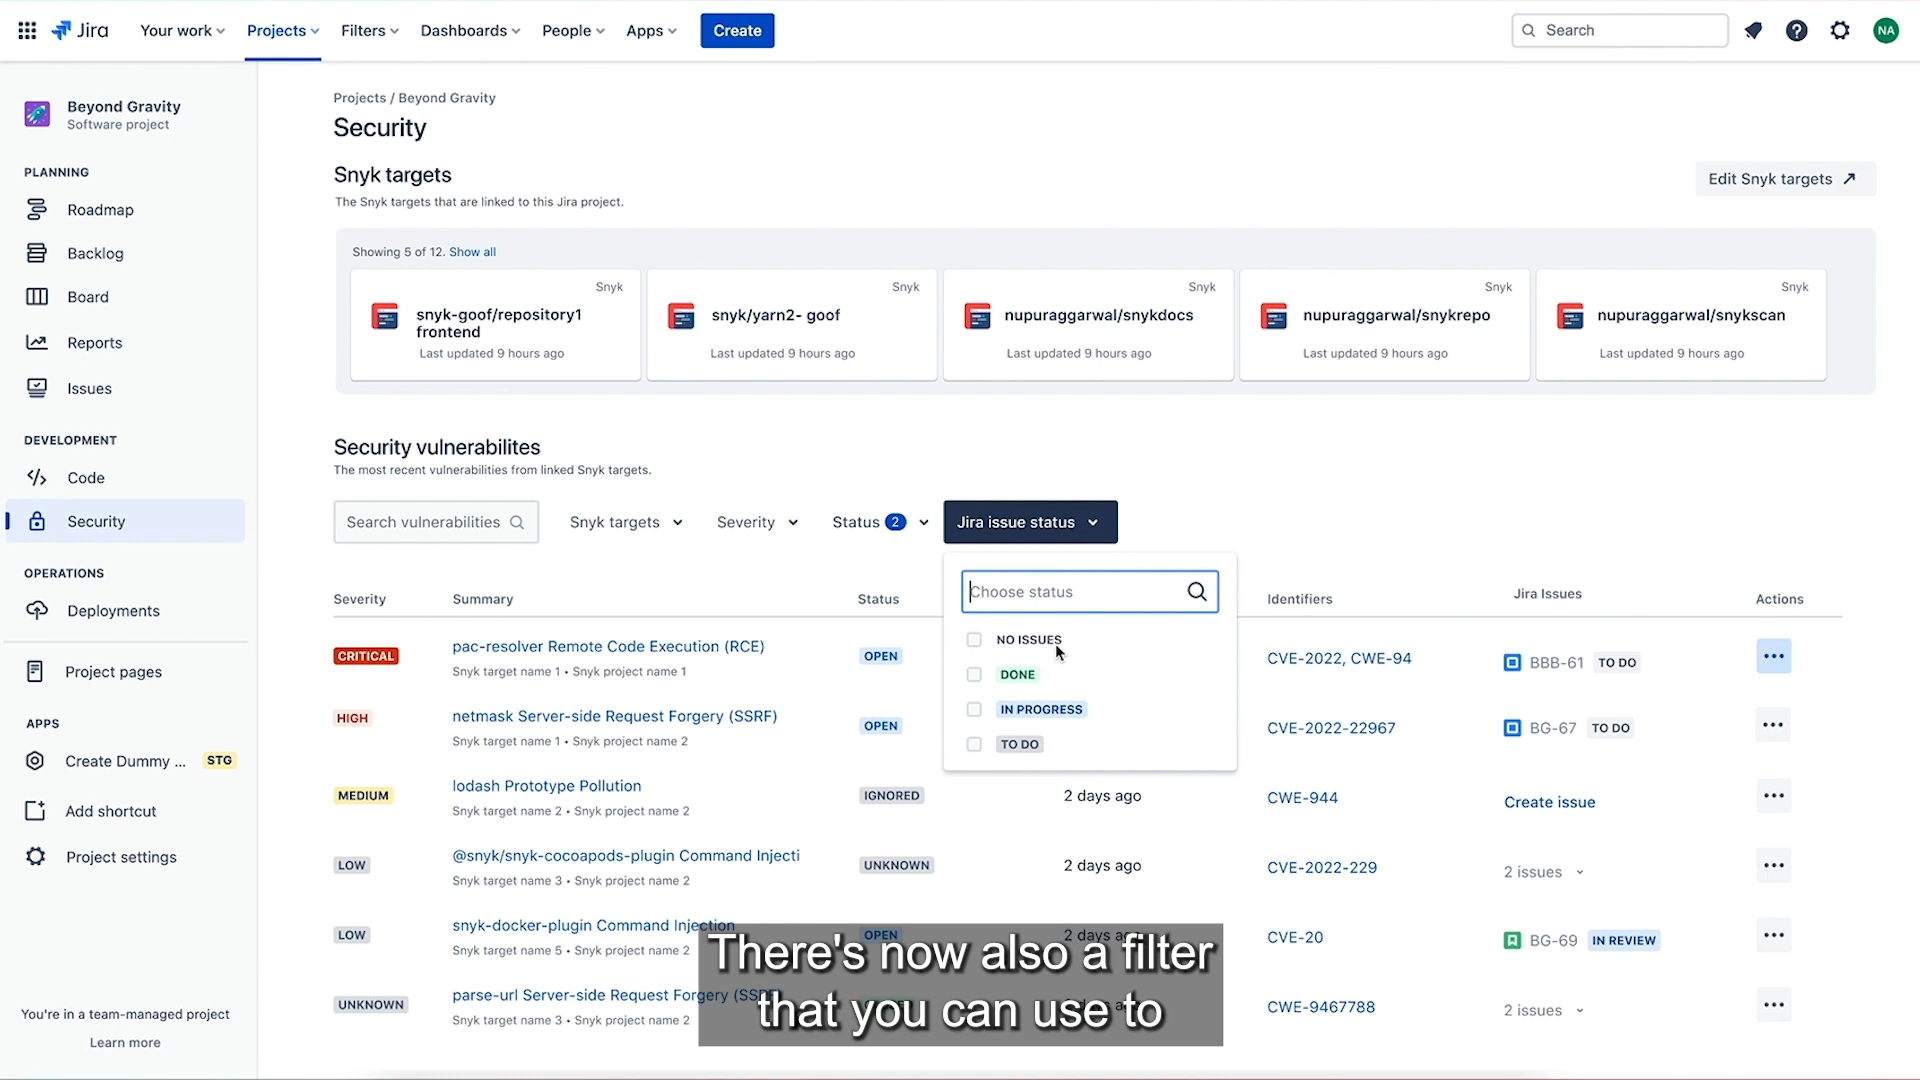 Jira
Your work
Projects
Filters
Dashboards
People
Apps
Create
Search
NA
Beyond Gravity
Software project
PLANNING
Roadmap
Backlog
Board
Reports
Issues
DEVELOPMENT
Code
Security
OPERATIONS
Deployments
Project pages
APPS
Create Dummy ... STG
Add shortcut
Project settings
You're in a team-managed project
Learn more
Projects / Beyond Gravity
Security
Snyk targets
The Snyk targets that are linked to this Jira project.
Edit Snyk targets
Showing 5 of 12. Show all
Snyk
snyk-goof/repository1
frontend
Last updated 9 hours ago
Snyk
snyk/yarn2- goof
Last updated 9 hours ago
Snyk
nupuraggarwal/snykdocs
Last updated 9 hours ago
Snyk
nupuraggarwal/snykrepo
Last updated 9 hours ago
Snyk
nupuraggarwal/snykscan
Last updated 9 hours ago
Security vulnerabilites
The most recent vulnerabilities from linked Snyk targets.
Search vulnerabilities
Snyk targets
Severity
Status 2
Jira issue status
Choose status
NO ISSUES
DONE
IN PROGRESS
TO DO
Severity Summary Status Identifiers Jira Issues Actions
CRITICAL pac-resolver Remote Code Execution (RCE) OPEN CVE-2022, CWE-94 BBB-61 TO DO
Snyk target name 1 • Snyk project name 1
HIGH netmask Server-side Request Forgery (SSRF) OPEN CVE-2022-22967 BG-67 TO DO
Snyk target name 1 • Snyk project name 2
MEDIUM lodash Prototype Pollution IGNORED 2 days ago CWE-944 Create issue
Snyk target name 2 • Snyk project name 2
LOW @snyk/snyk-cocoapods-plugin Command Injecti UNKNOWN 2 days ago CVE-2022-229 2 issues
Snyk target name 3 • Snyk project name 2
LOW snyk-docker-plugin Command Injection OPEN 2 days ago CVE-20 BG-69 IN REVIEW
Snyk target name 5 • Snyk project name 2
UNKNOWN parse-url Server-side Request Forgery (SSRF) CWE-9467788 2 issues
Snyk target name 3 • Snyk project name 2
There's now also a filter
that you can use to